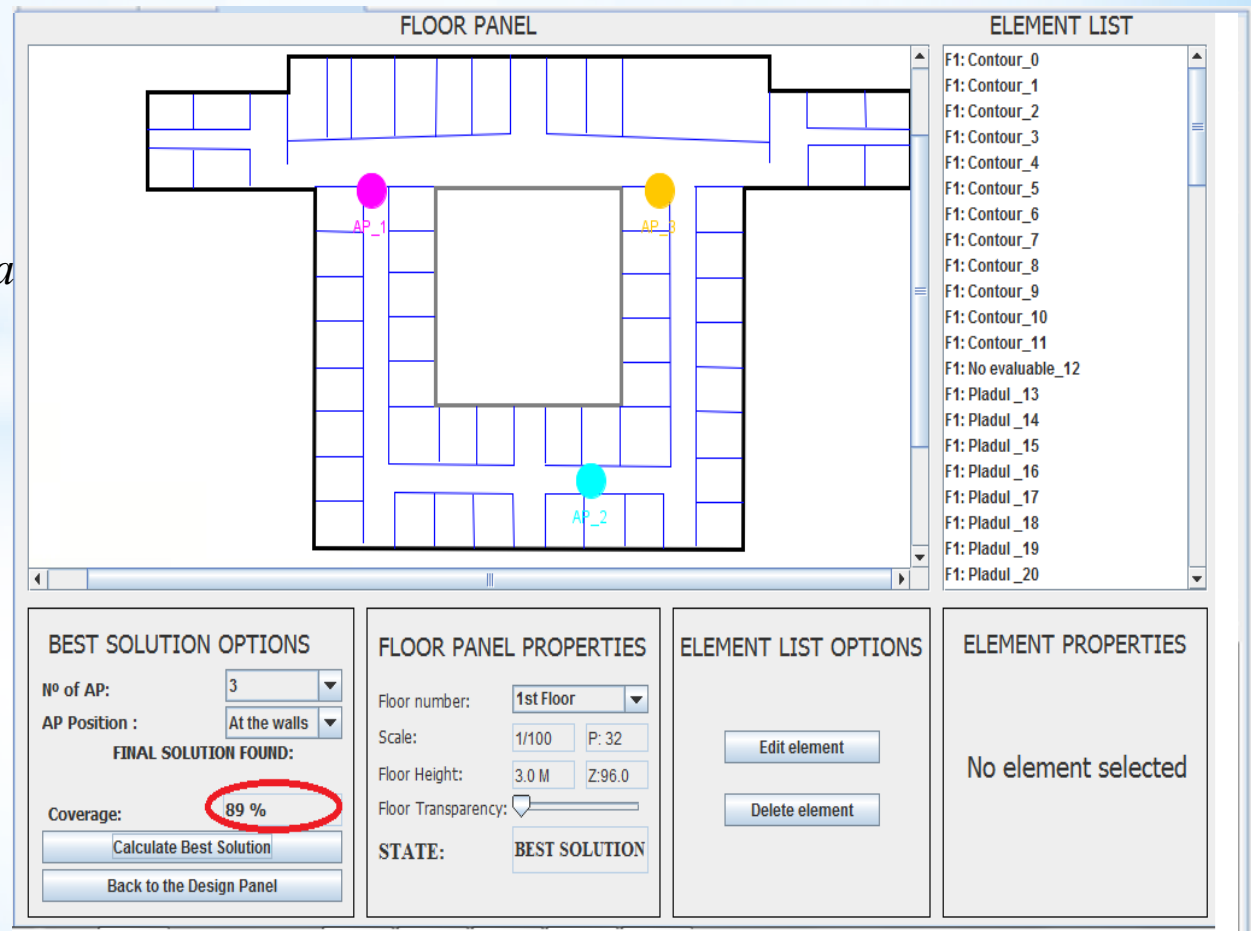 FLOOR PANEL
ELEMENT LIST
a
AP_1
AP_3
AP_2
F1: Contour_0
F1: Contour_1
F1: Contour_2
F1: Contour_3
F1: Contour_4
F1: Contour_5
F1: Contour_6
F1: Contour_7
F1: Contour_8
F1: Contour_9
F1: Contour_10
F1: Contour_11
F1: No evaluable_12
F1: Pladul _13
F1: Pladul _14
F1: Pladul _15
F1: Pladul _16
F1: Pladul _17
F1: Pladul _18
F1: Pladul _19
F1: Pladul _20
BEST SOLUTION OPTIONS
Nº of AP: 3
AP Position : At the walls
FINAL SOLUTION FOUND:
Coverage: 89 %
Calculate Best Solution
Back to the Design Panel
FLOOR PANEL PROPERTIES
Floor number: 1st Floor
Scale: 1/100 P: 32
Floor Height: 3.0 M Z:96.0
Floor Transparency:
STATE: BEST SOLUTION
ELEMENT LIST OPTIONS
Edit element
Delete element
ELEMENT PROPERTIES
No element selected